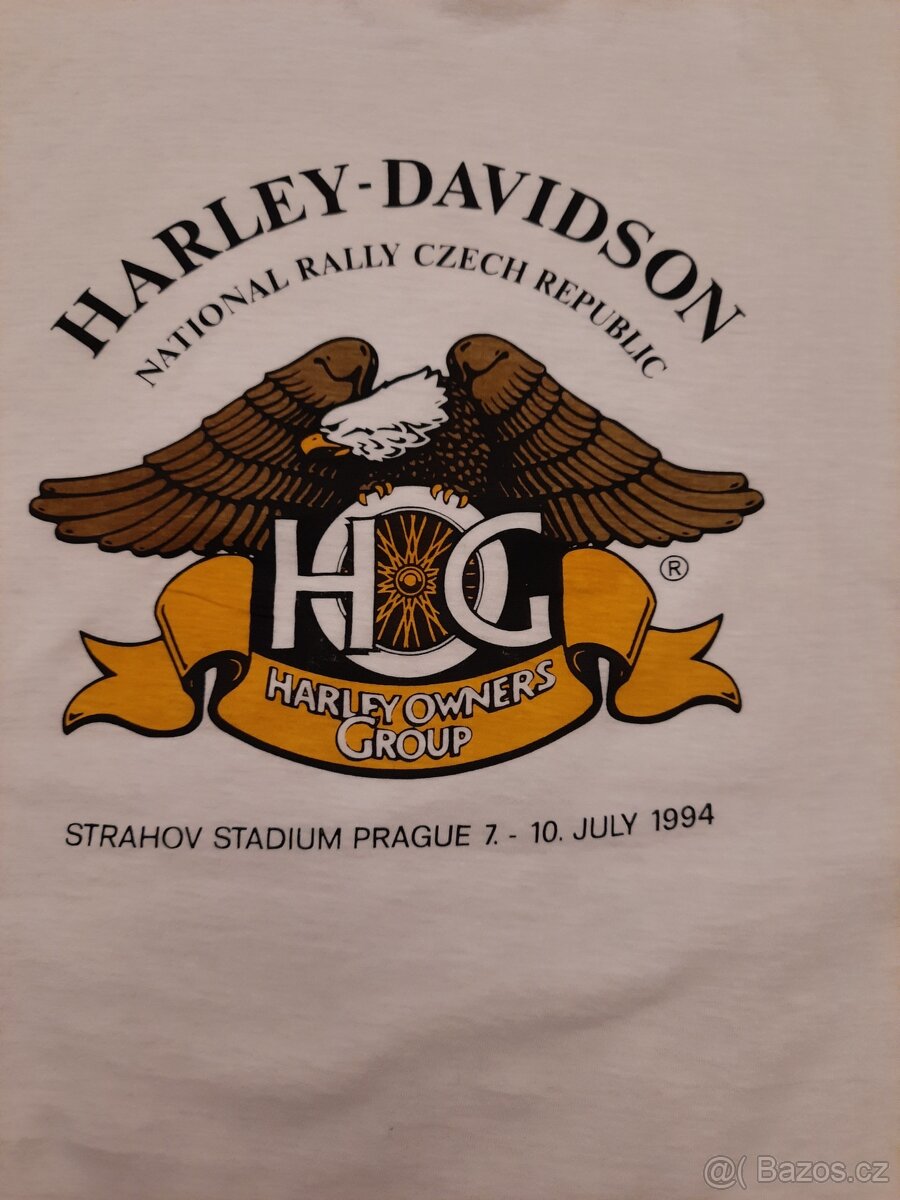 HARLEY-DAVIDSON
NATIONAL RALLY CZECH REPUBLIC
HOG
®
HARLEY OWNERS
GROUP
STRAHOV STADIUM PRAGUE 7. - 10. JULY 1994
@( Bazos.cz